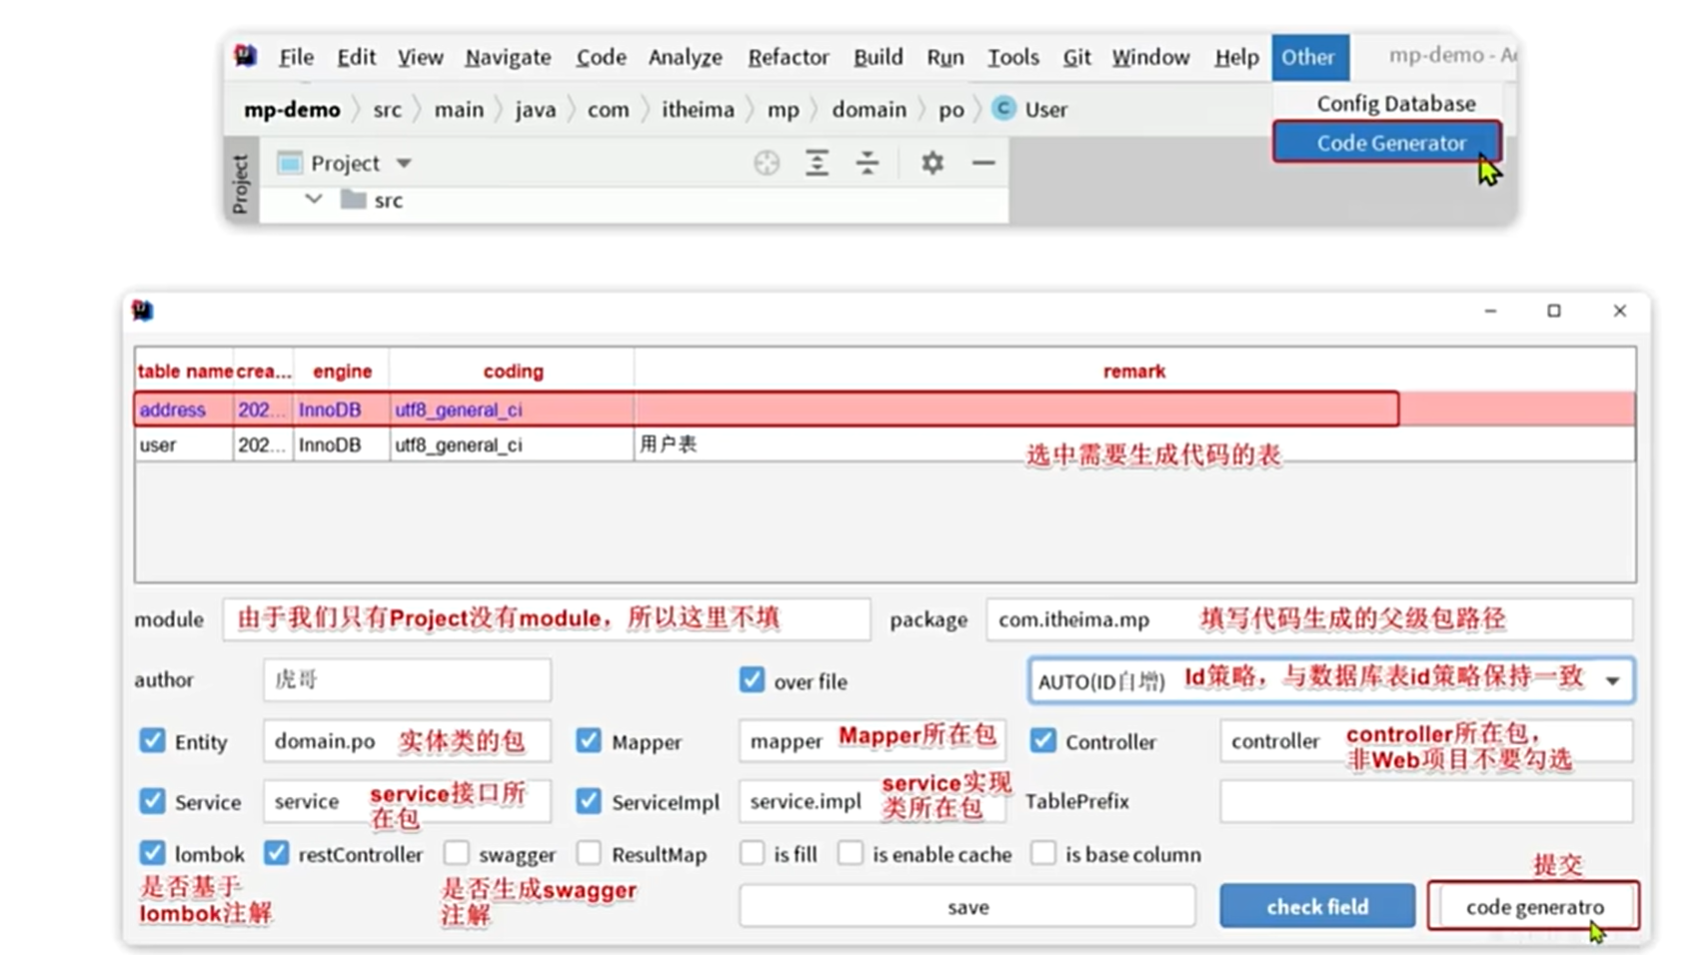 File Edit View Navigate Code Analyze Refactor Build Run Tools Git Window Help Other mp-demo - A
mp-demo src main java com itheima mp domain po C User
Config Database
Code Generator
Project
Project
src
table name crea... engine coding remark
address 202... InnoDB utf8_general_ci
user 202... InnoDB utf8_general_ci 用户表
选中需要生成代码的表
module 由于我们只有Project没有module，所以这里不填 package com.itheima.mp 填写代码生成的父级包路径
author 虎哥 over file AUTO(ID自增) Id策略，与数据库表id策略保持一致
Entity domain.po 实体类的包 Mapper mapper Mapper所在包 Controller controller controller所在包，
非Web项目不要勾选
Service service service接口所
在包
ServiceImpl service.impl service实现
类所在包
TablePrefix
lombok restController swagger ResultMap is fill is enable cache is base column
是否基于
lombok注解
是否生成swagger
注解
提交
save check field code generatro